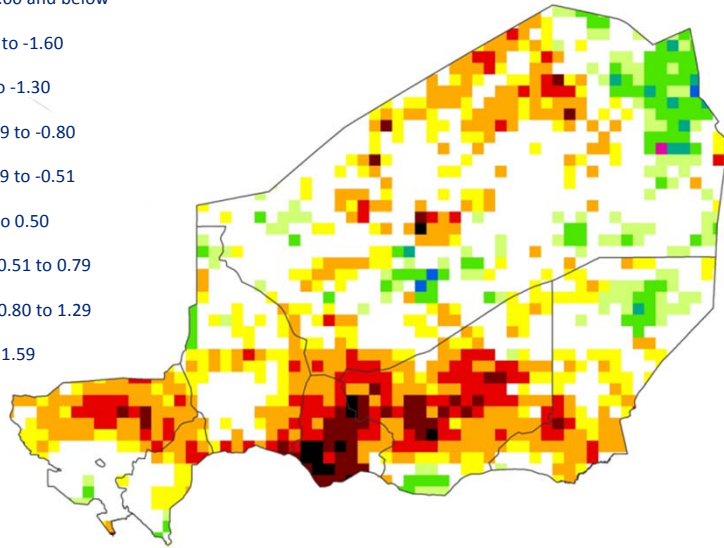 and below
to -1.60
-1.30
9 to -0.80
9 to -0.51
0.50
0.51 to 0.79
0.80 to 1.29
1.59